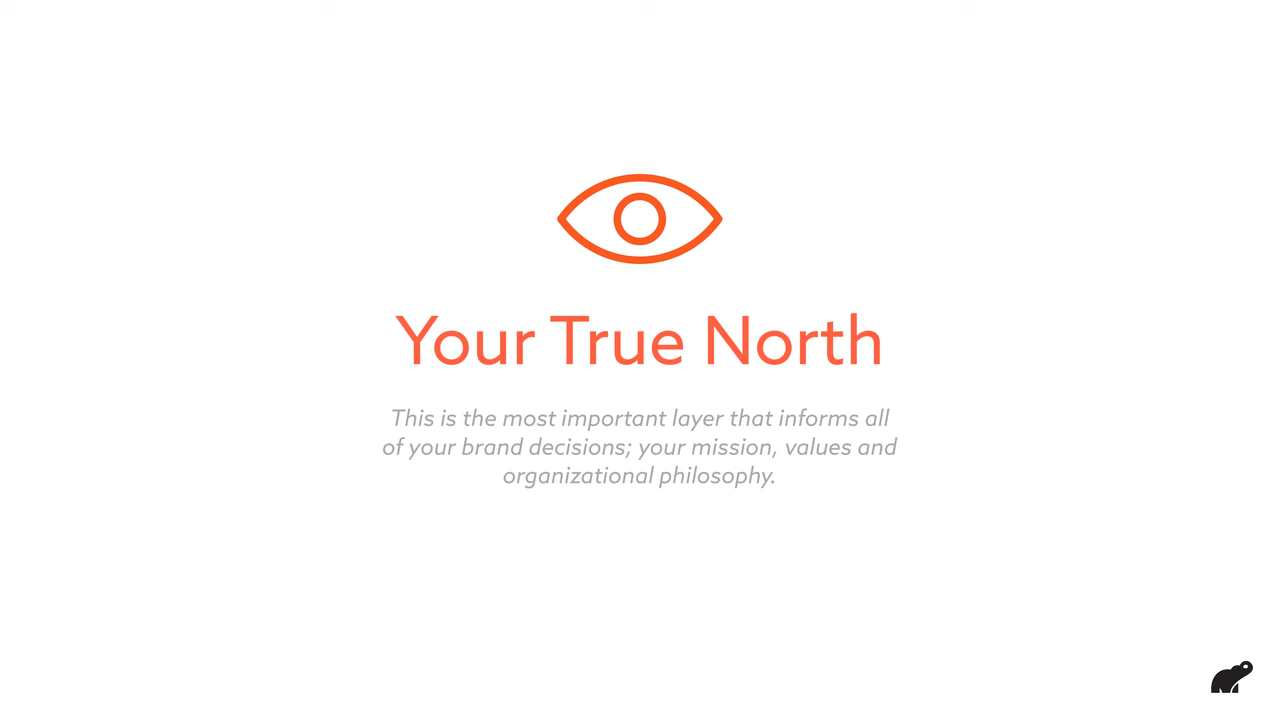 Your True North
This is the most important layer that informs all
of your brand decisions; your mission, values and
organizational philosophy.